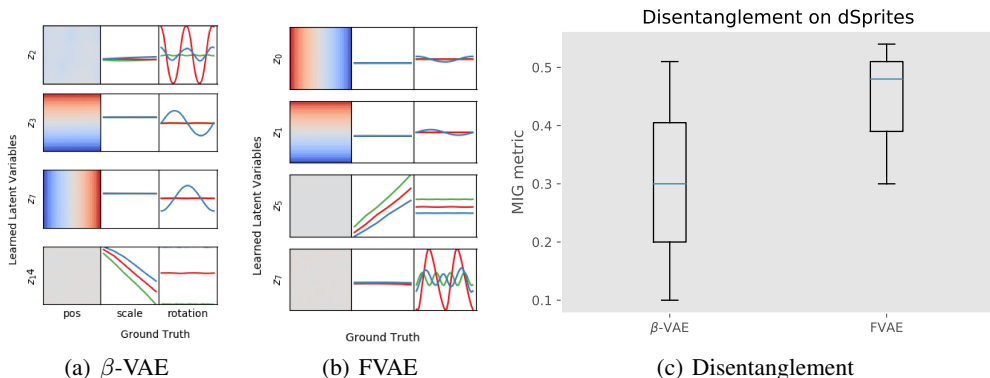 Learned Latent Variables
z2
z3
z7
z14
pos scale rotation
Ground Truth
(a) β-VAE
Learned Latent Variables
z0
z1
z5
z7
Ground Truth
(b) FVAE
Disentanglement on dSprites
MIG metric
0.5
0.4
0.3
0.2
0.1
β-VAE FVAE
(c) Disentanglement